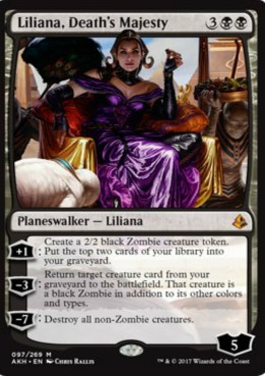 Liliana, Death's Majesty 3
Planeswalker — Liliana
+1 Create a 2/2 black Zombie creature token.
Put the top two cards of your library into
your graveyard.
-3 Return target creature card from your
graveyard to the battlefield. That creature
is a black Zombie in addition to its other
colors and types.
-7 Destroy all non-Zombie creatures.
5
097/269 M
AKH • EN Chris Rallis
™ & © 2017 Wizards of the Coast